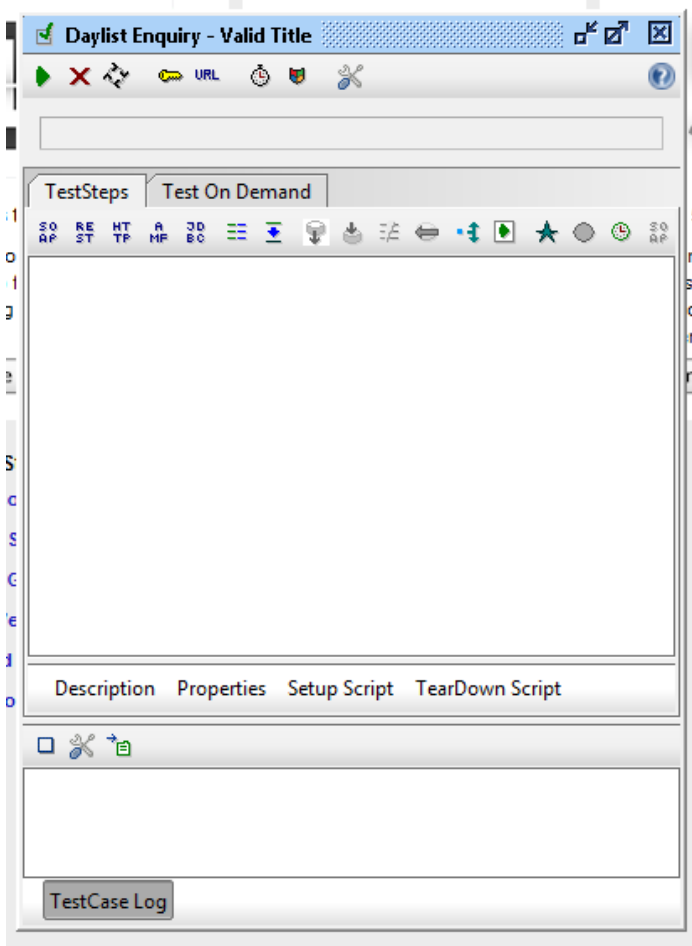 Daylist Enquiry - Valid Title
URL
TestSteps Test On Demand
SO AP RE ST HT TP A MF JD BC SO AP
Description Properties Setup Script TearDown Script
TestCase Log